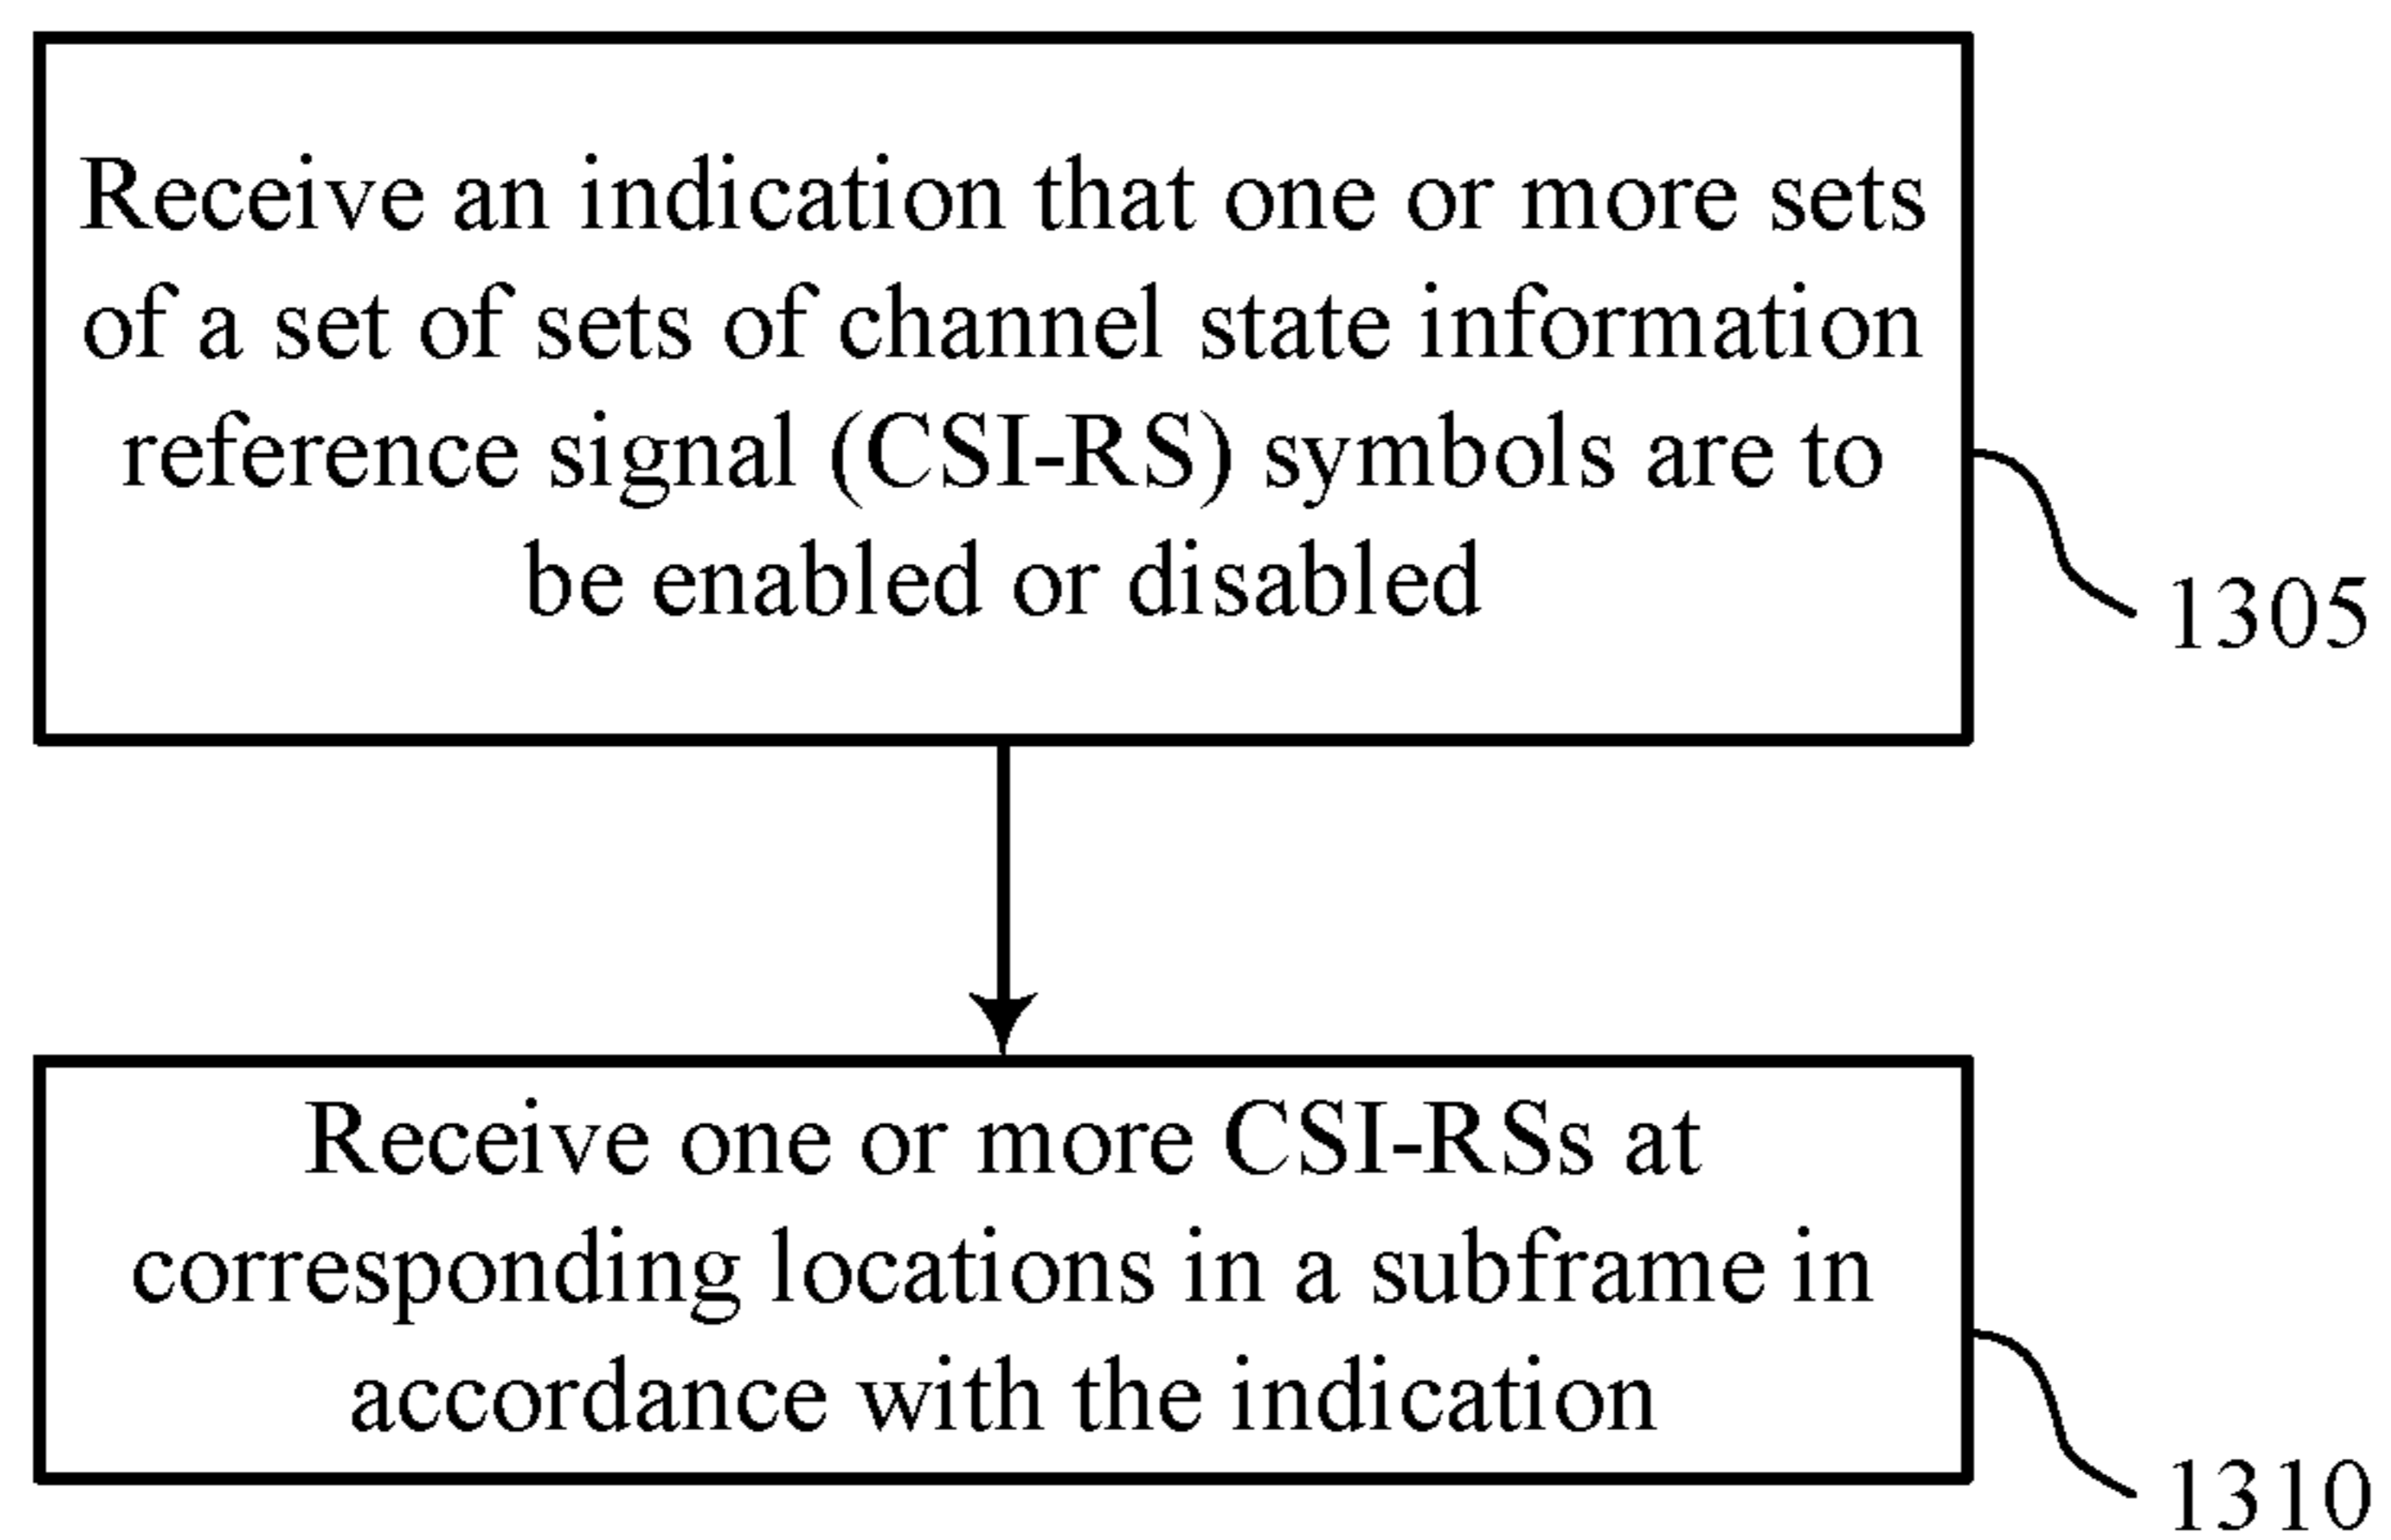 Receive an indication that one or more sets
of a set of sets of channel state information
reference signal (CSI-RS) symbols are to
be enabled or disabled
1305
Receive one or more CSI-RSs at
corresponding locations in a subframe in
accordance with the indication
1310